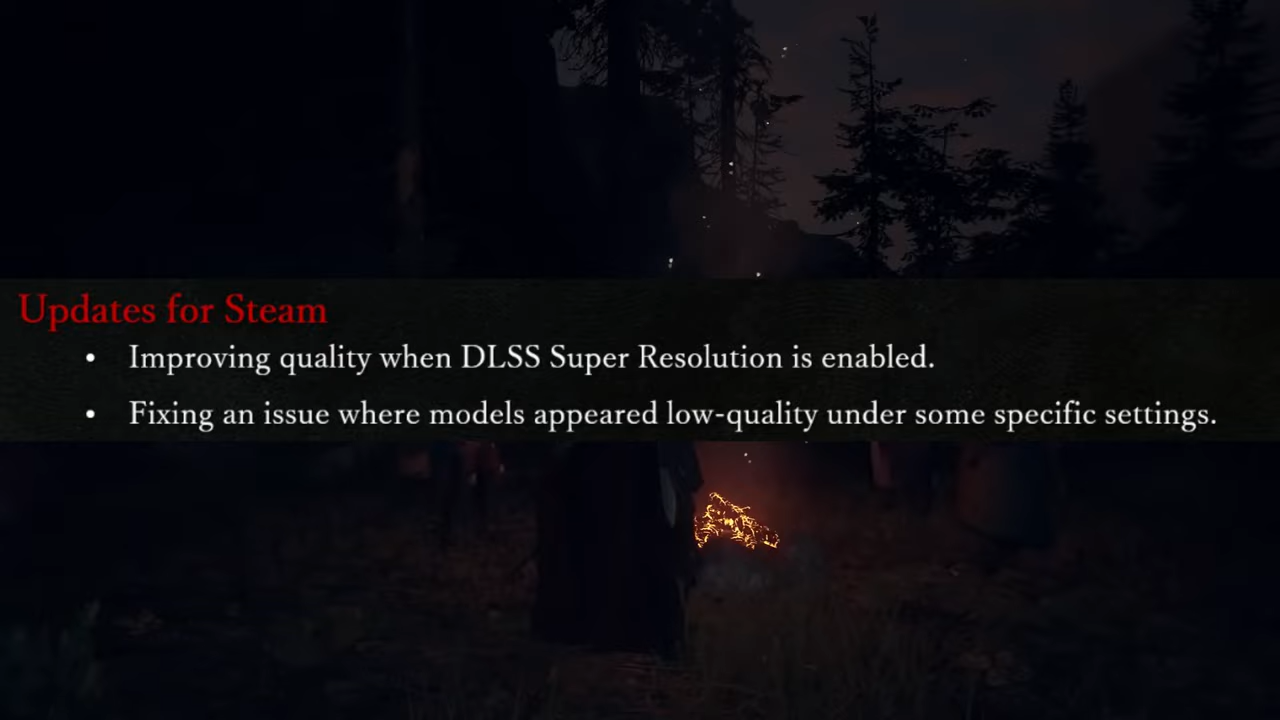 Updates for Steam
• Improving quality when DLSS Super Resolution is enabled.
• Fixing an issue where models appeared low-quality under some specific settings.